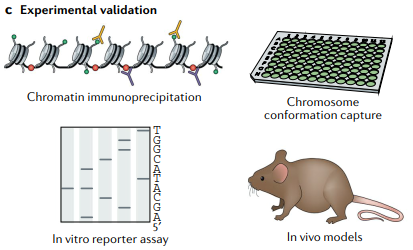 c Experimental validation
Chromatin immunoprecipitation
Chromosome
conformation capture
T
G
G
C
A
T
A
C
G
A
5′
In vitro reporter assay
In vivo models